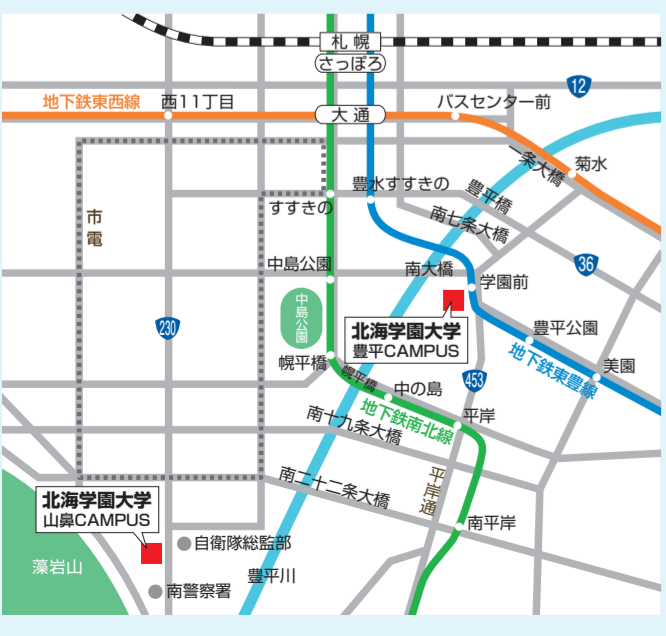 札幌
さっぽろ
12
地下鉄東西線
西11丁目
大通
バスセンター前
一条大橋
菊水
豊水すすきの
豊平橋
すすきの
市電
南七条大橋
中島公園
南大橋
36
学園前
中島公園
230
北海学園大学
豊平CAMPUS
豊平公園
地下鉄東豊線
美園
幌平橋
幌平橋
中の島
453
地下鉄南北線
平岸
南十九条大橋
南二十二条大橋
平岸通
北海学園大学
山鼻CAMPUS
南平岸
自衛隊総監部
藻岩山
豊平川
南警察署